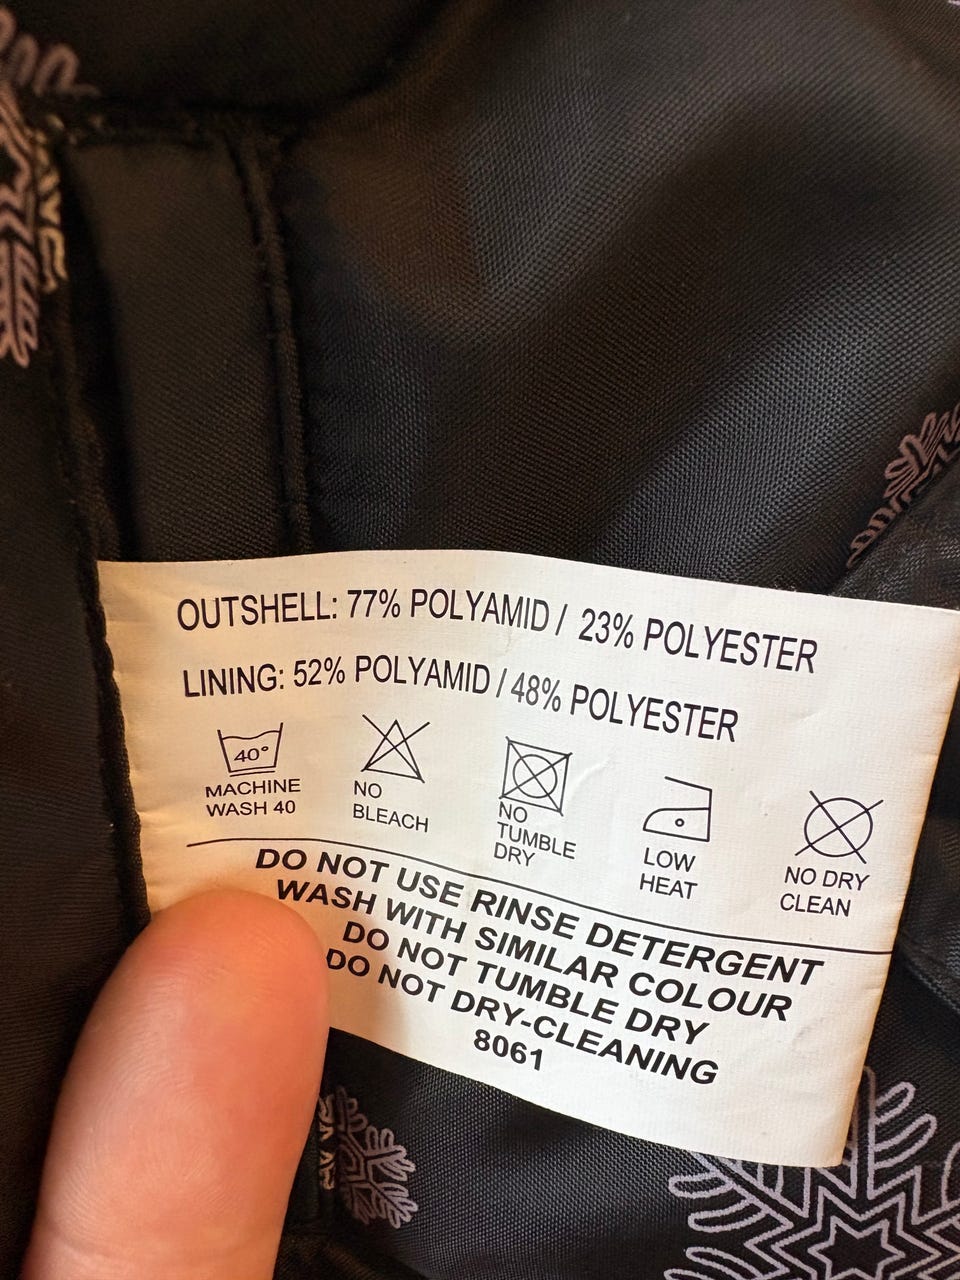 OUTSHELL: 77% POLYAMID / 23% POLYESTER
LINING: 52% POLYAMID / 48% POLYESTER
40°
MACHINE
WASH 40
NO
BLEACH
NO
TUMBLE
DRY
LOW
HEAT
NO DRY
CLEAN
DO NOT USE RINSE DETERGENT
WASH WITH SIMILAR COLOUR
DO NOT TUMBLE DRY
DO NOT DRY-CLEANING
8061